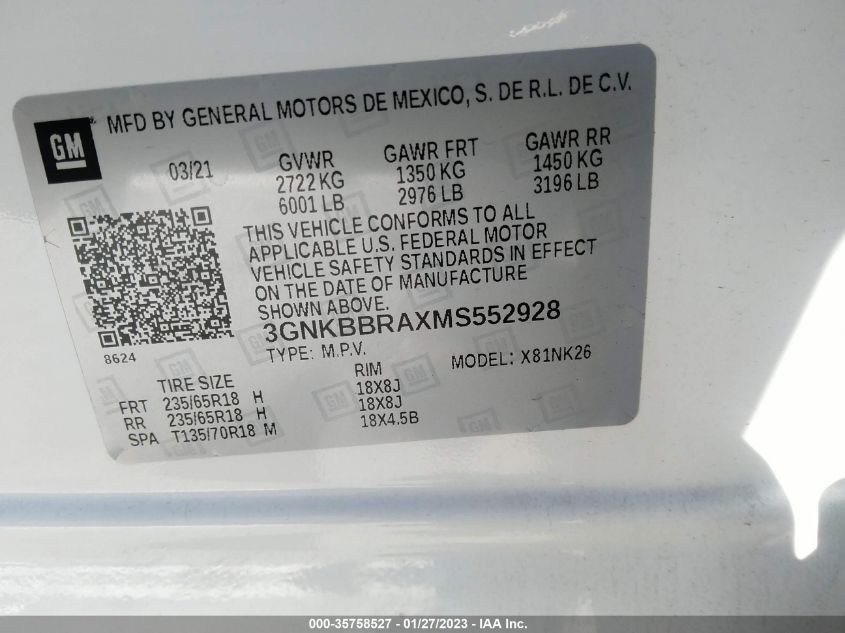 GM
MFD BY GENERAL MOTORS DE MEXICO, S. DE R.L. DE C.V.
03/21
GVWR
2722 KG
6001 LB
GAWR FRT
1350 KG
2976 LB
GAWR RR
1450 KG
3196 LB
THIS VEHICLE CONFORMS TO ALL
APPLICABLE U.S. FEDERAL MOTOR
VEHICLE SAFETY STANDARDS IN EFFECT
ON THE DATE OF MANUFACTURE
SHOWN ABOVE.
8624
3GNKBBRAXMS552928
TYPE: M.P.V.
MODEL: X81NK26
TIRE SIZE
RIM
FRT 235/65R18 H 18X8J
RR 235/65R18 H 18X8J
SPA T135/70R18 M 18X4.5B
000-35758527 - 01/27/2023 - IAA Inc.